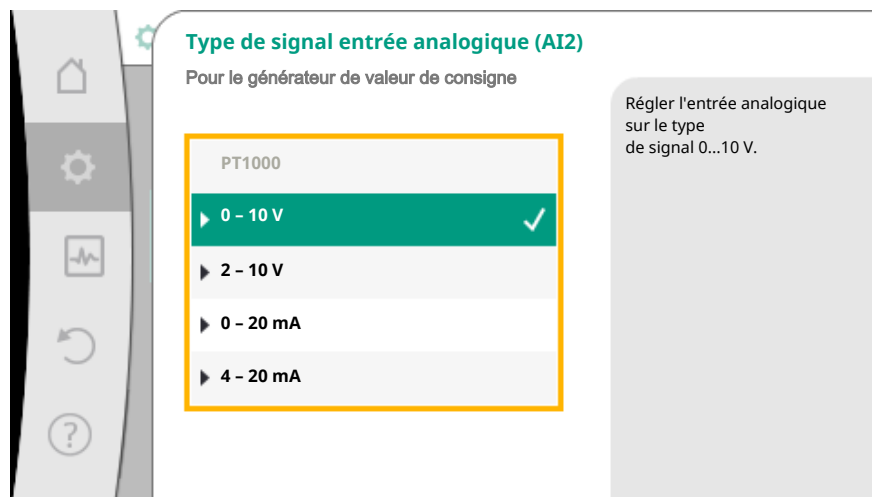 Type de signal entrée analogique (AI2)
Pour le générateur de valeur de consigne
PT1000
0 – 10 V
2 – 10 V
0 – 20 mA
4 – 20 mA
Régler l'entrée analogique
sur le type
de signal 0...10 V.
?